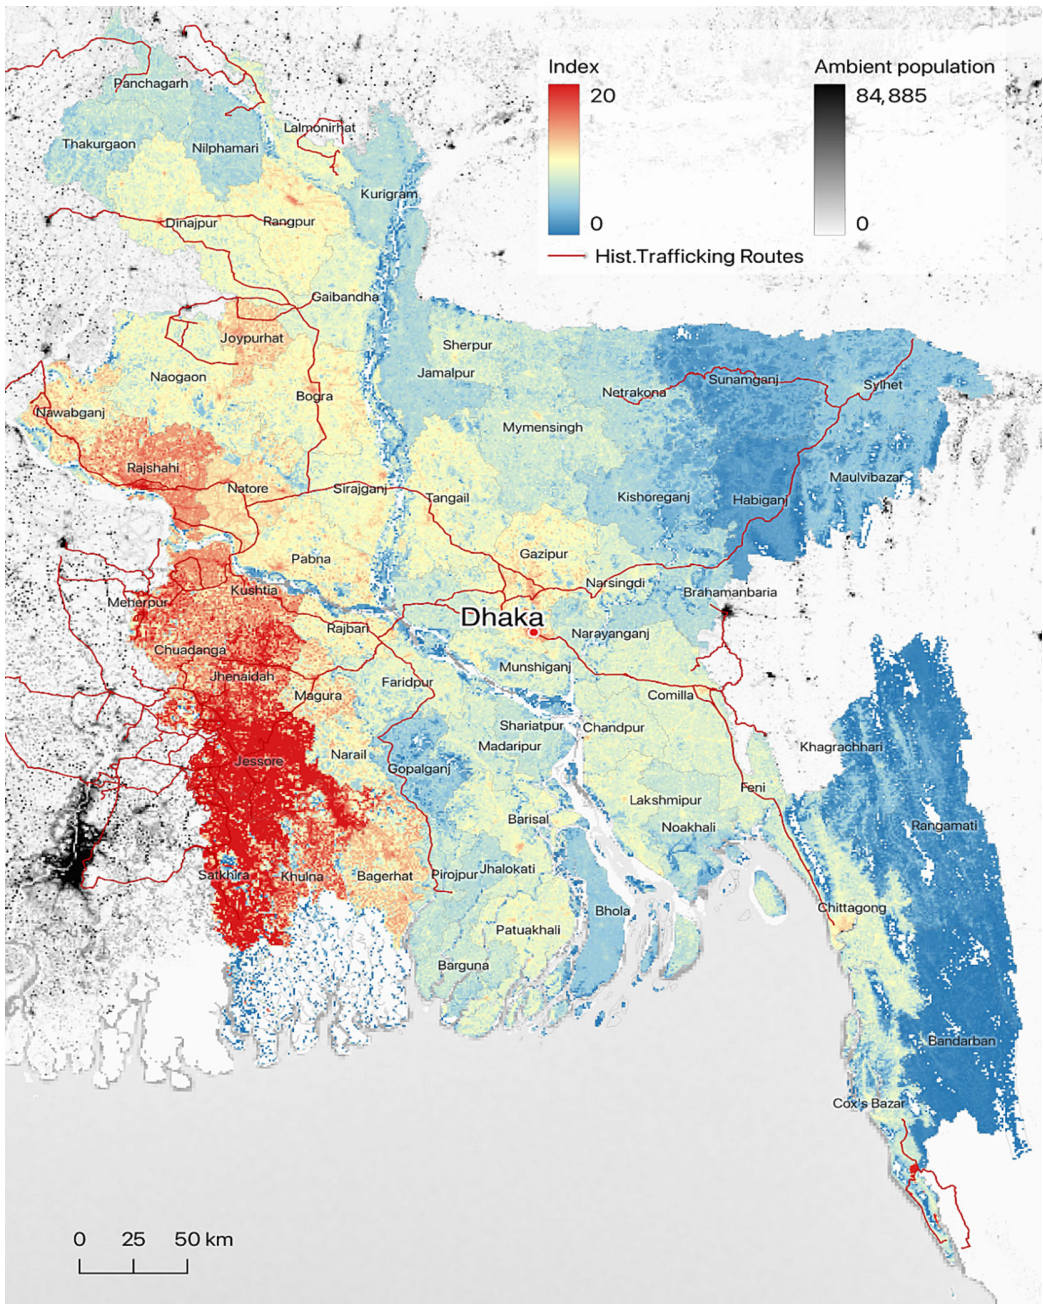 Index
20
0
Ambient population
84,885
0
Hist.Trafficking Routes
Panchagarh
Thakurgaon
Nilphamari
Lalmonirhat
Kurigram
Dinajpur
Rangpur
Gaibandha
Joypurhat
Naogaon
Bogra
Sherpur
Jamalpur
Netrakona
Sunamganj
Sylhet
Nawabganj
Mymensingh
Rajshahi
Natore
Sirajganj
Tangail
Kishoreganj
Habiganj
Maulvibazar
Pabna
Gazipur
Narsingdi
Kushtia
Meherpur
Brahamanbaria
Dhaka
Rajbari
Narayanganj
Chuadanga
Jhenaidah
Magura
Faridpur
Munshiganj
Comilla
Shariatpur
Chandpur
Madaripur
Khagrachhari
Narail
Jessore
Gopalganj
Feni
Lakshmipur
Barisal
Noakhali
Rangamati
Satkhira
Khulna
Bagerhat
Pirojpur
Jhalokati
Bhola
Chittagong
Patuakhali
Barguna
Bandarban
Cox's Bazar
0 25 50 km